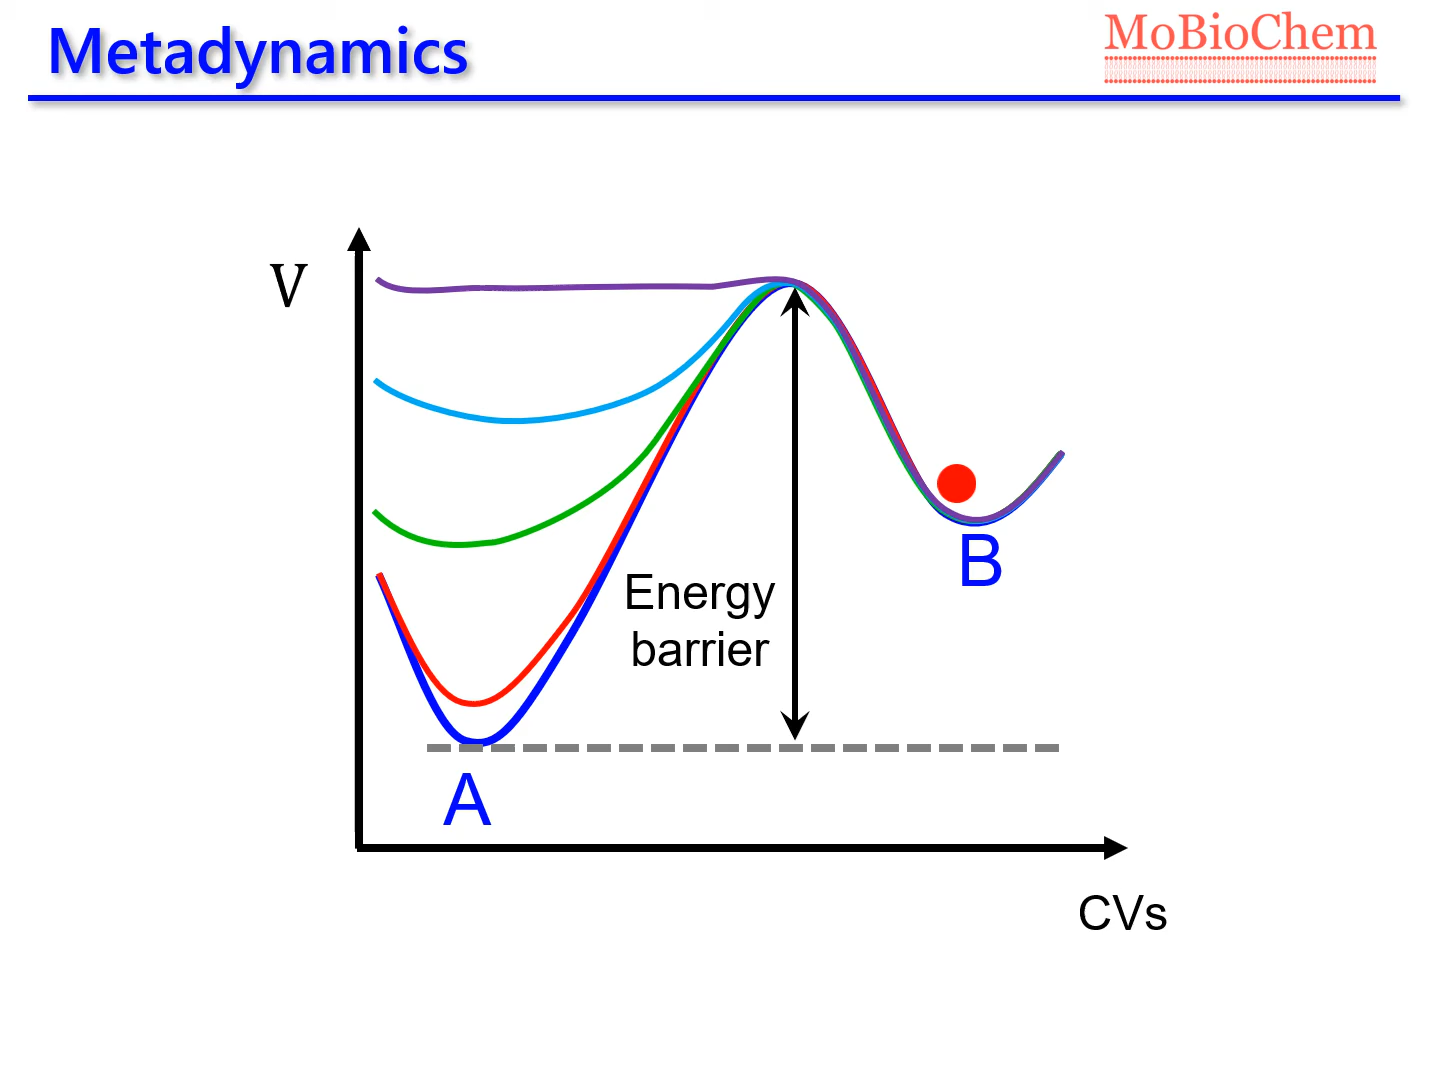 Metadynamics
MoBioChem
V
Energy
barrier
B
A
CVs